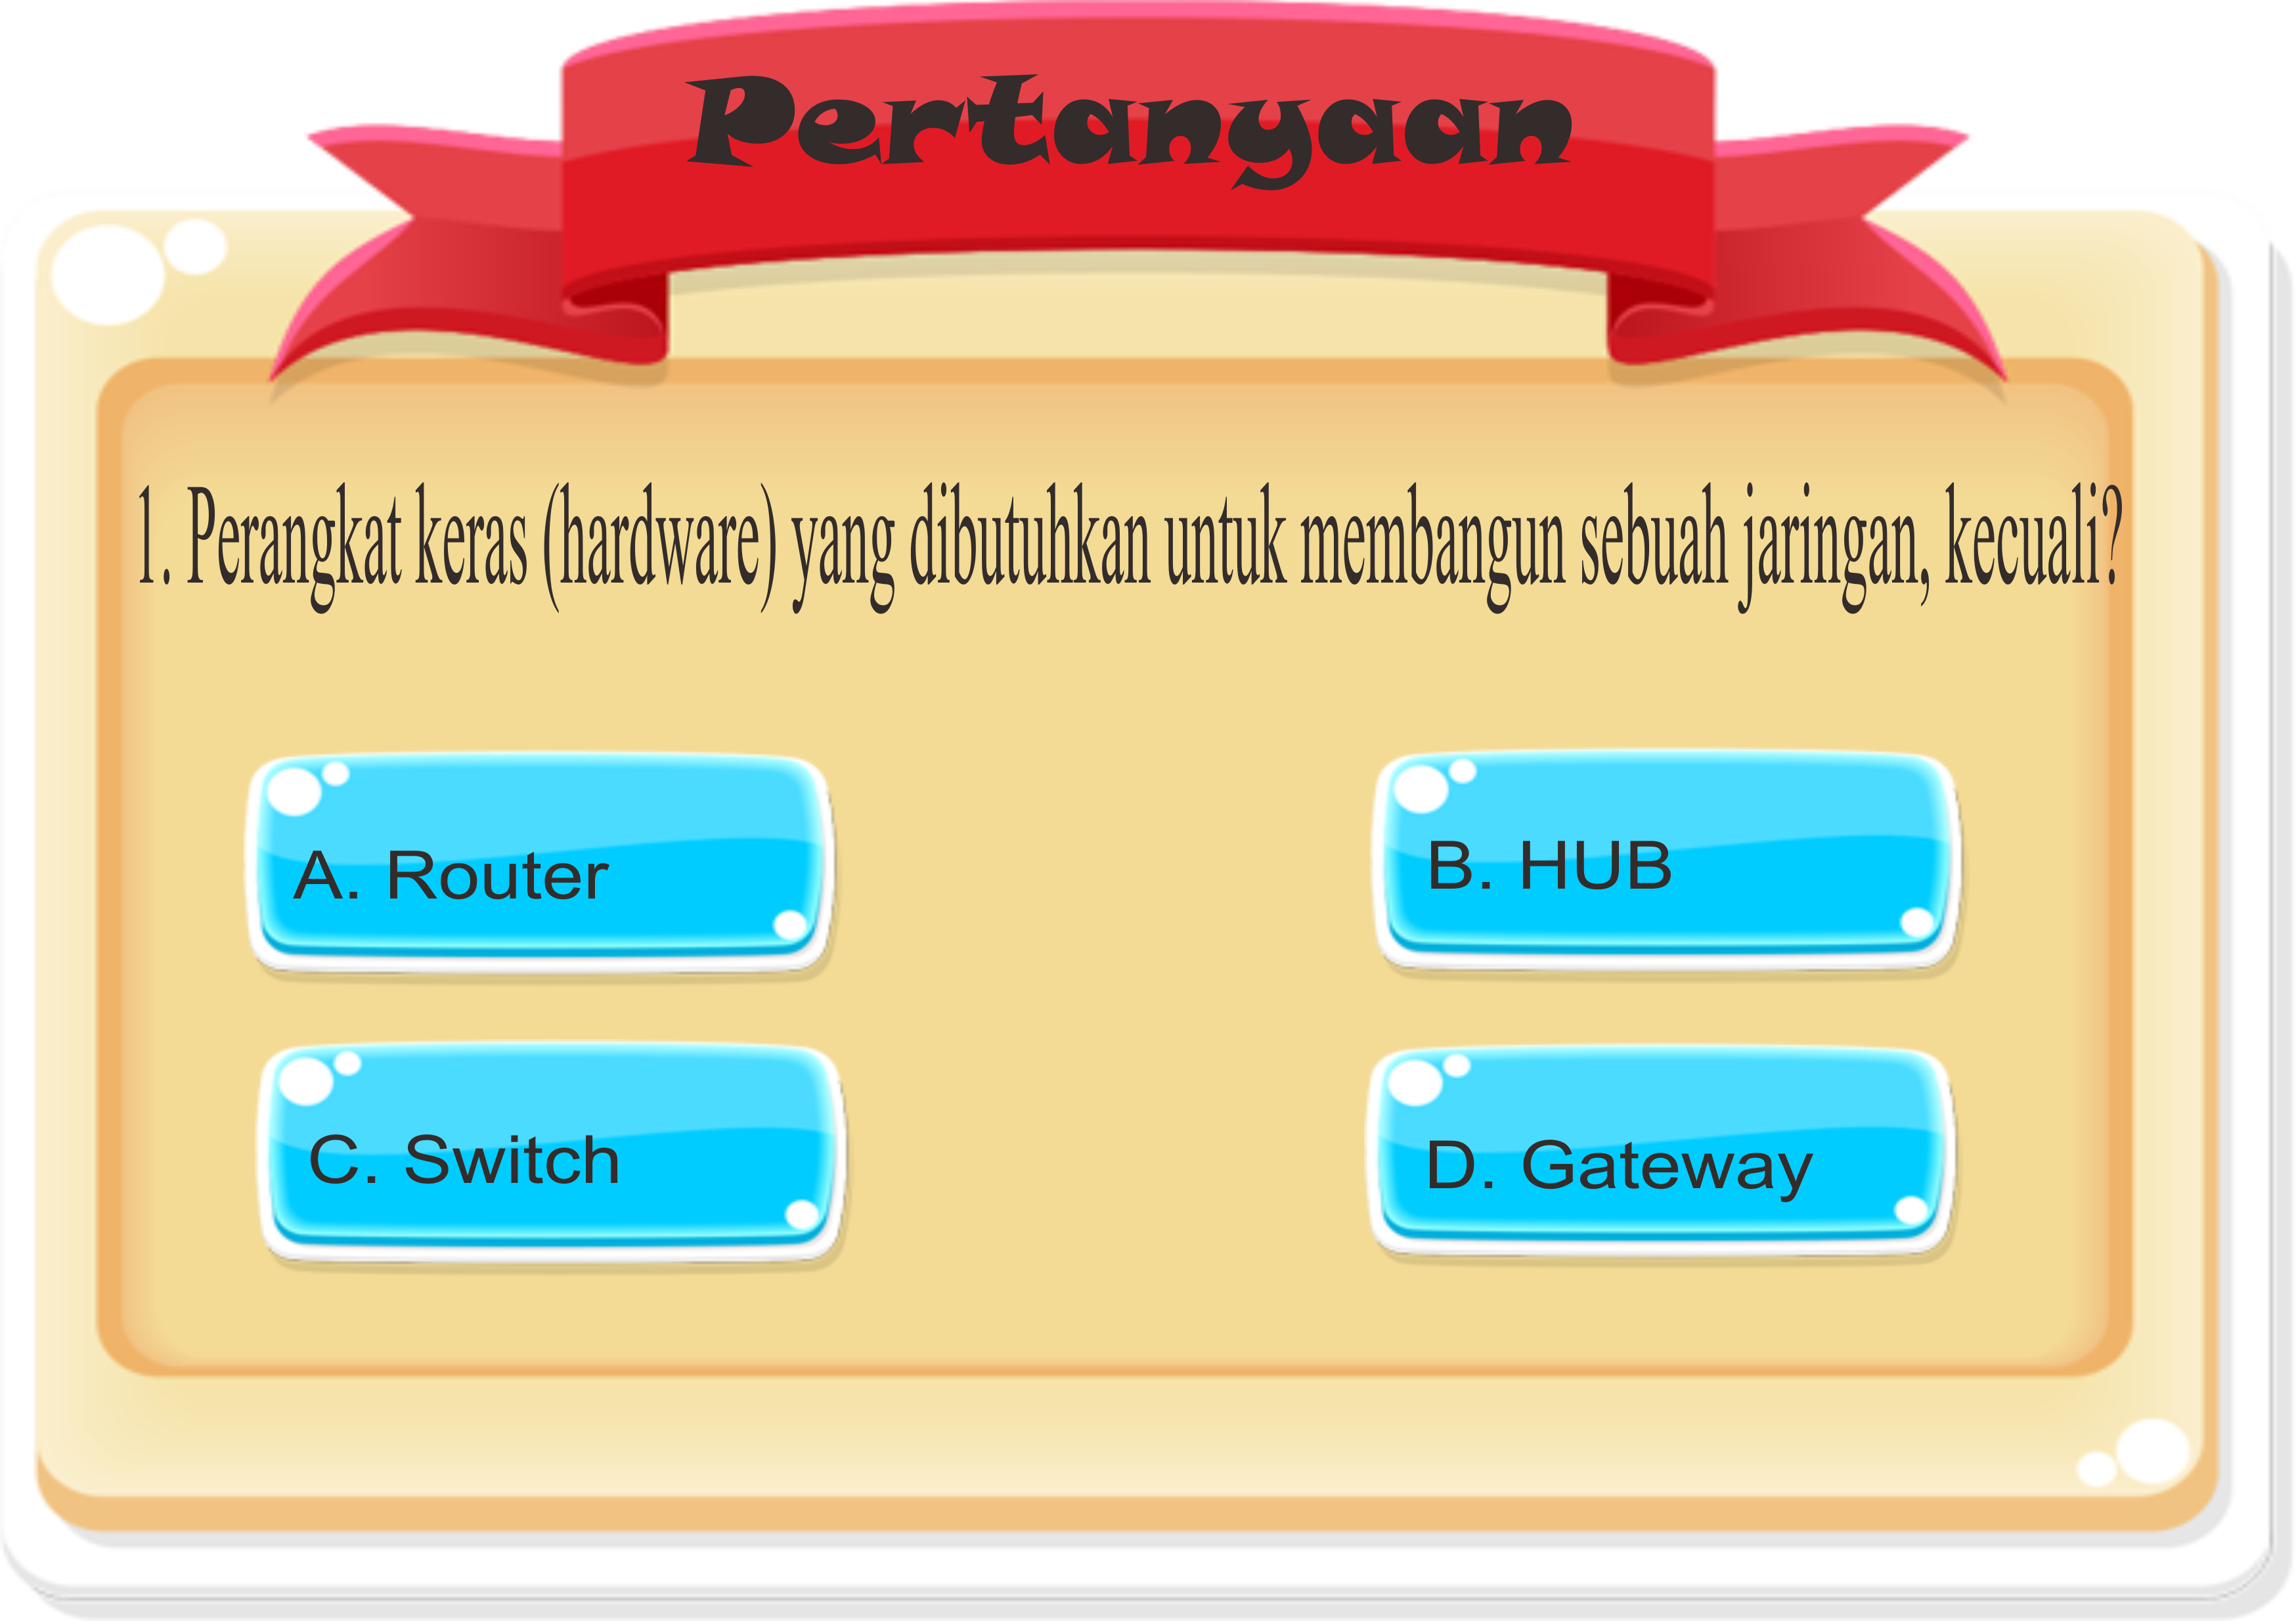 Pertanyaan
1. Perangkat keras (hardware) yang dibutuhkan untuk membangun sebuah jaringan, kecuali?
A. Router
B. HUB
C. Switch
D. Gateway